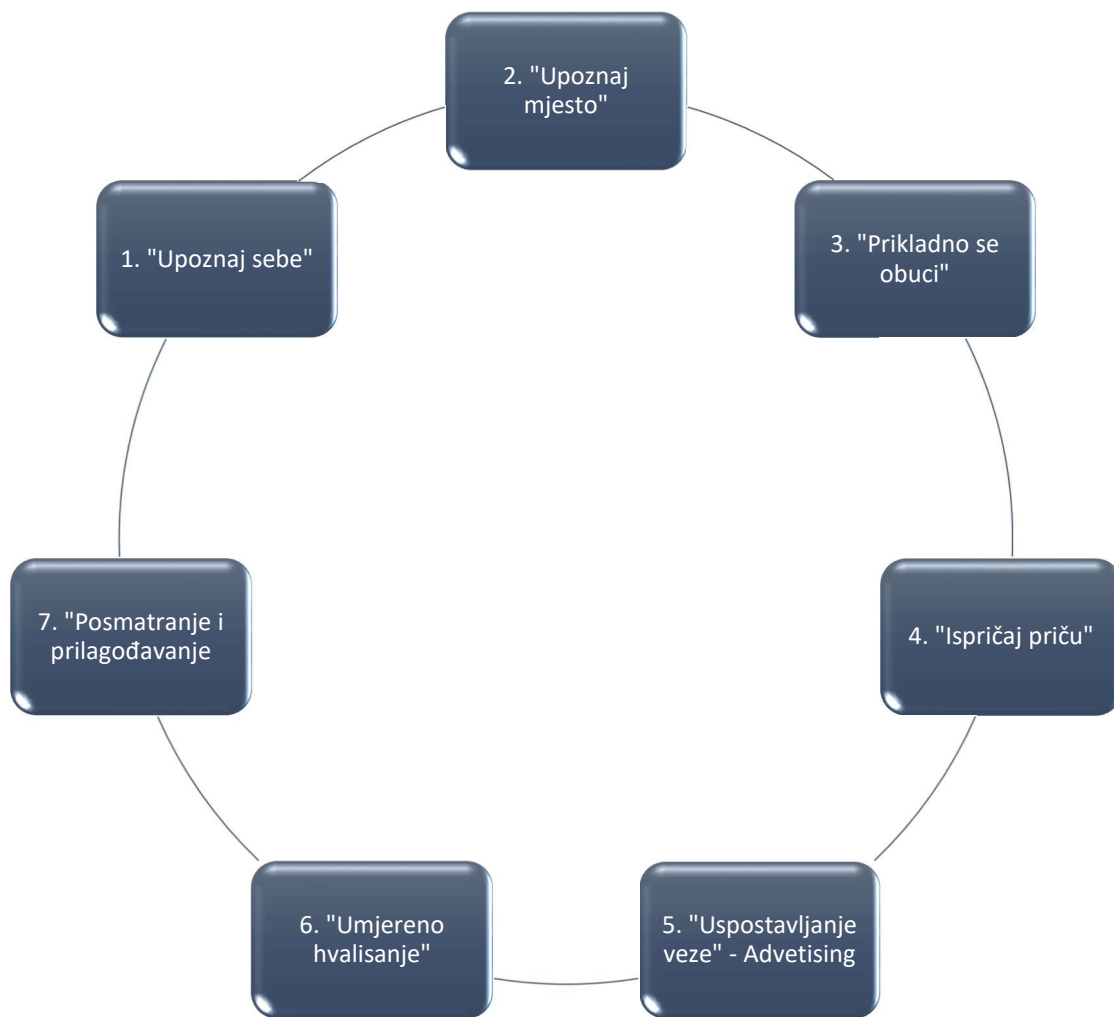 1. "Upoznaj sebe"
2. "Upoznaj
mjesto"
3. "Prikladno se
obuci"
4. "Ispričaj priču"
5. "Uspostavljanje
veze" - Advetising
6. "Umjereno
hvalisanje"
7. "Posmatranje i
prilagođavanje